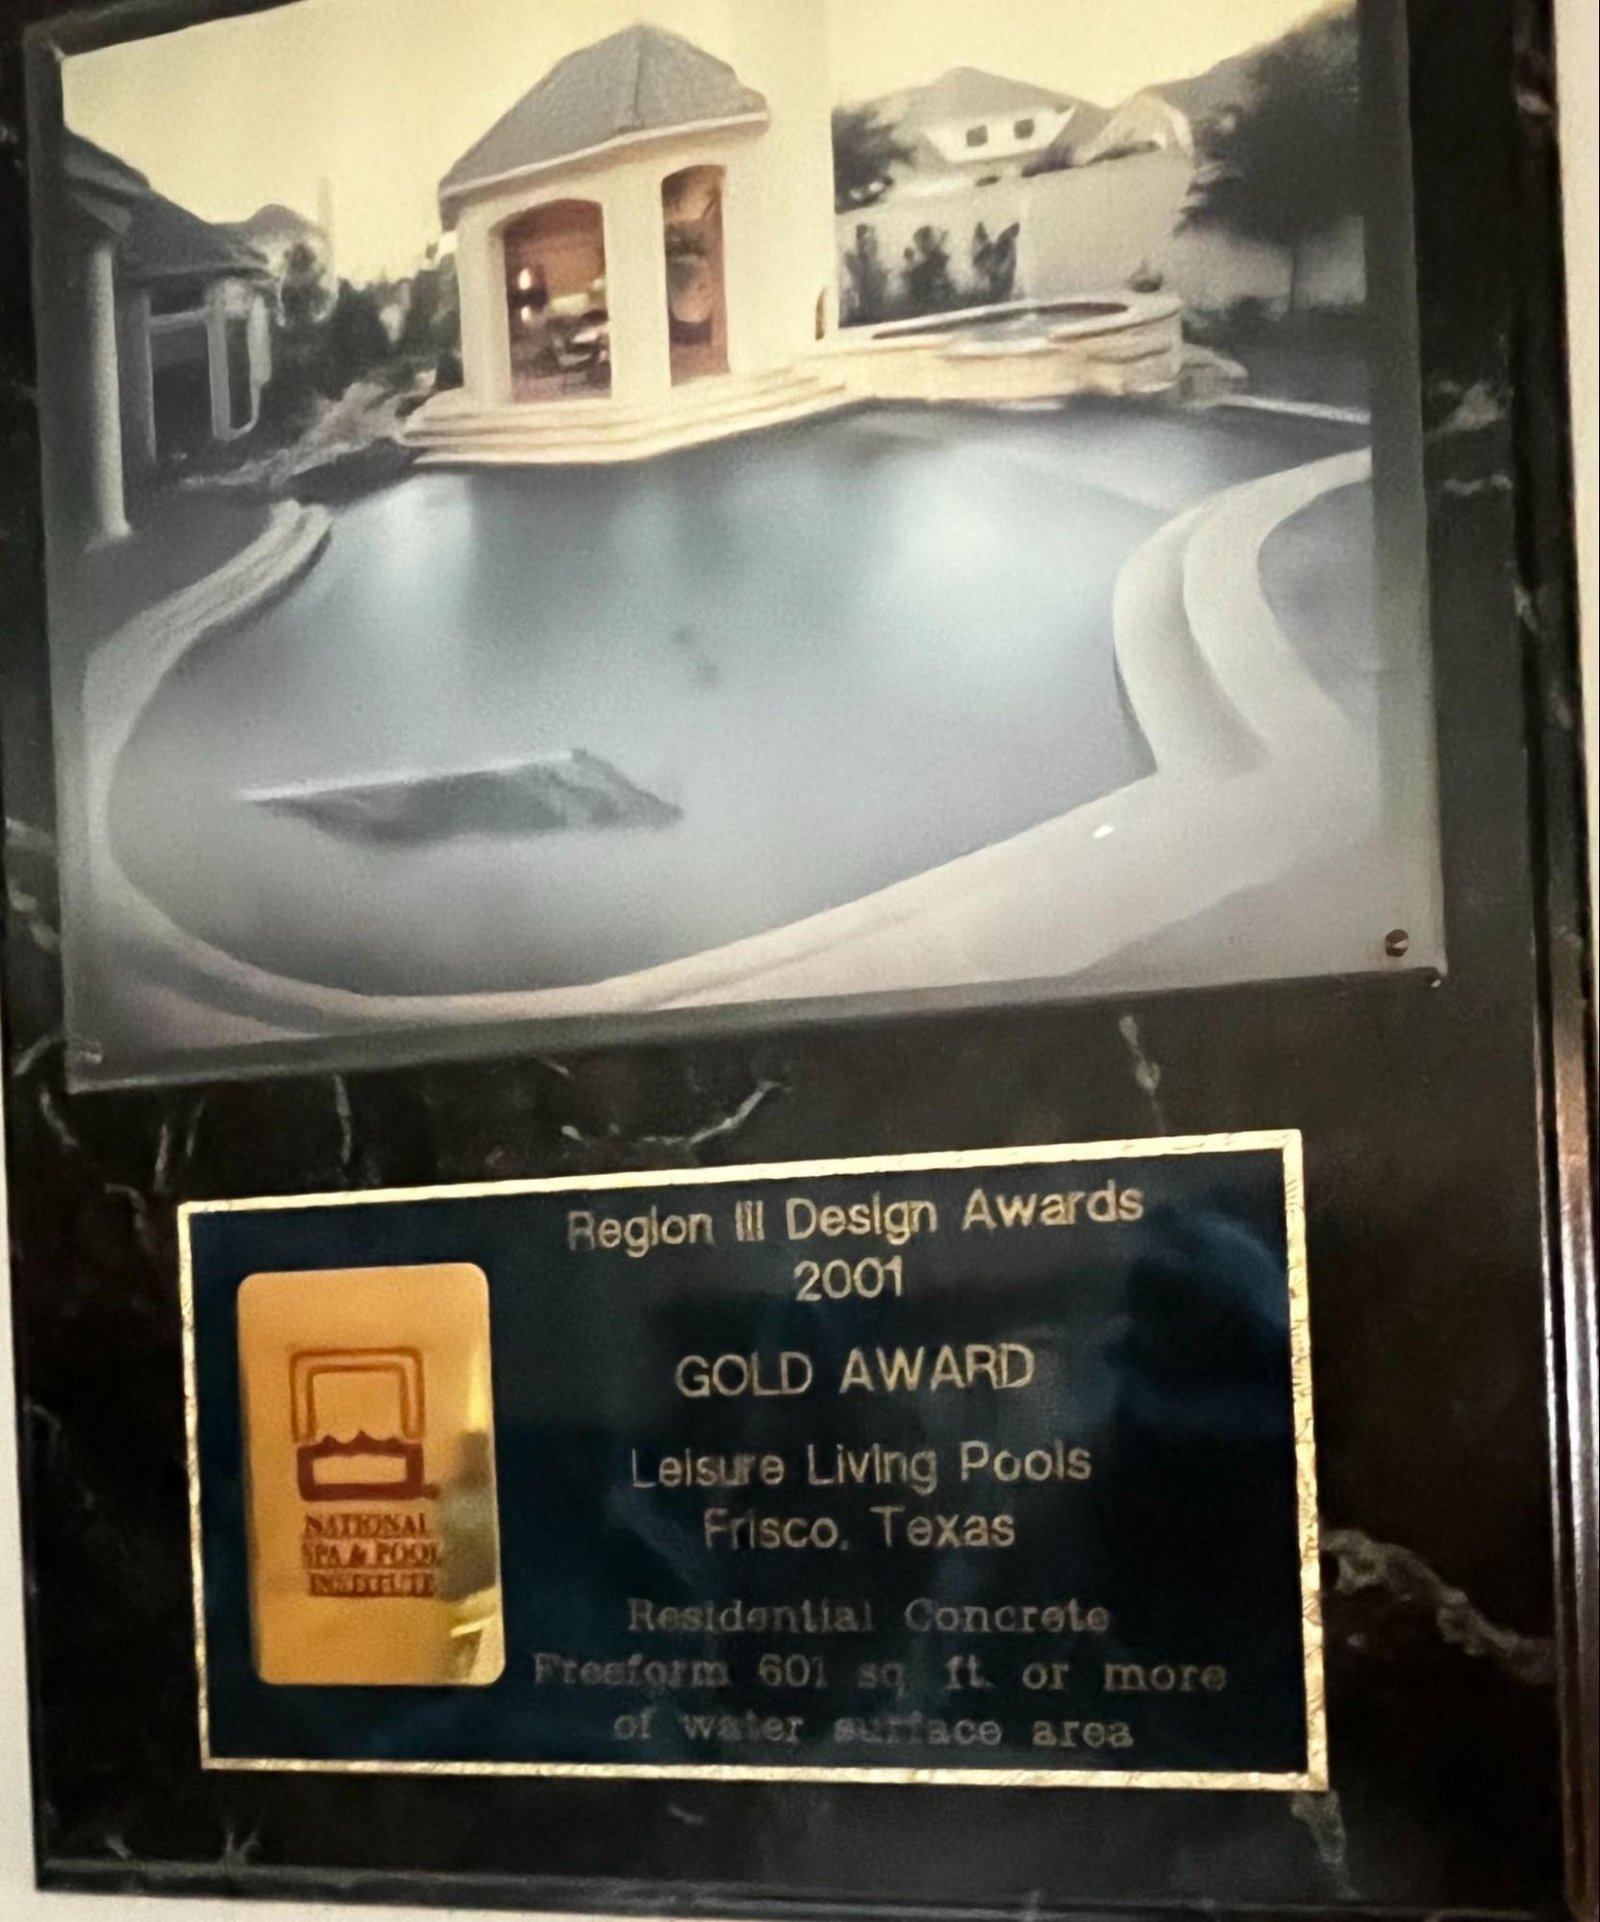 Region III Design Awards
2001
GOLD AWARD
Leisure Living Pools
Frisco, Texas
Residential Concrete
Freeform 601 sq ft. or more
of water surface area
NATIONAL
SPA & POOL
INSTITUTE